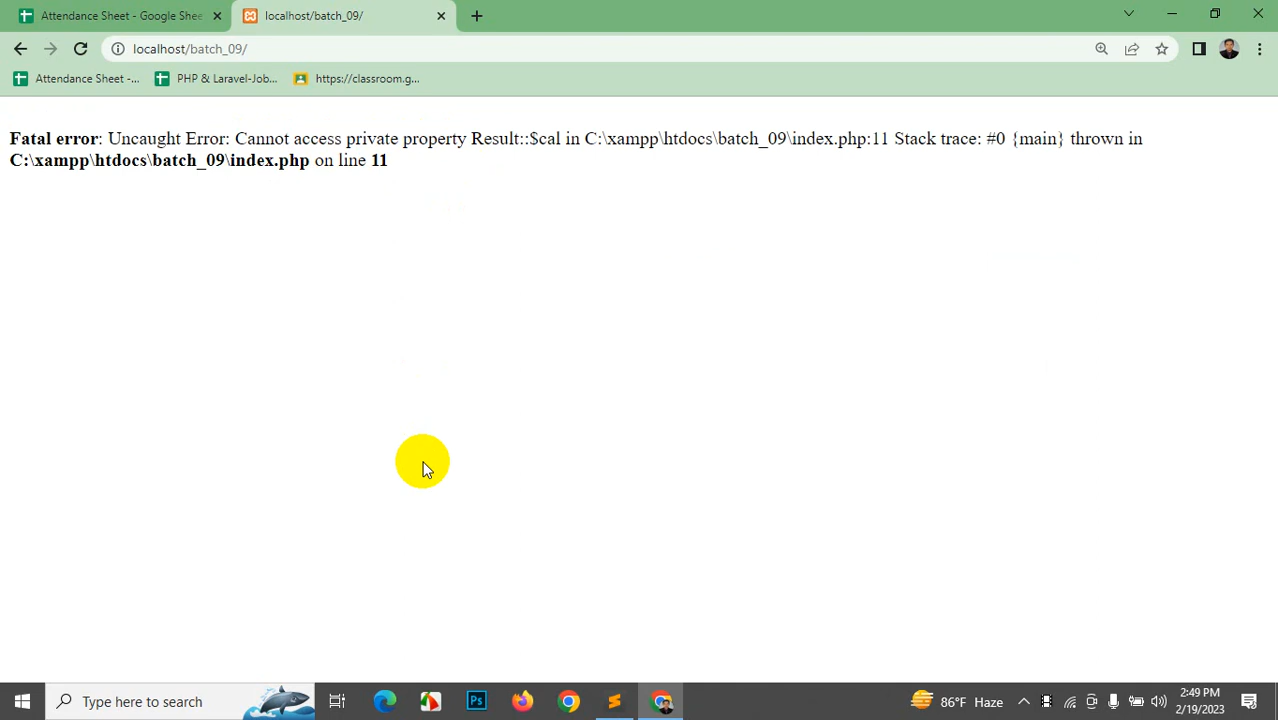 Attendance Sheet - Google Shee
localhost/batch_09/
localhost/batch_09/
Attendance Sheet -...
PHP & Laravel-Job...
https://classroom.g...
Fatal error: Uncaught Error: Cannot access private property Result::$cal in C:\xampp\htdocs\batch_09\index.php:11 Stack trace: #0 {main} thrown in
C:\xampp\htdocs\batch_09\index.php on line 11
Type here to search
Ps
86°F Haze
2:49 PM
2/19/2023